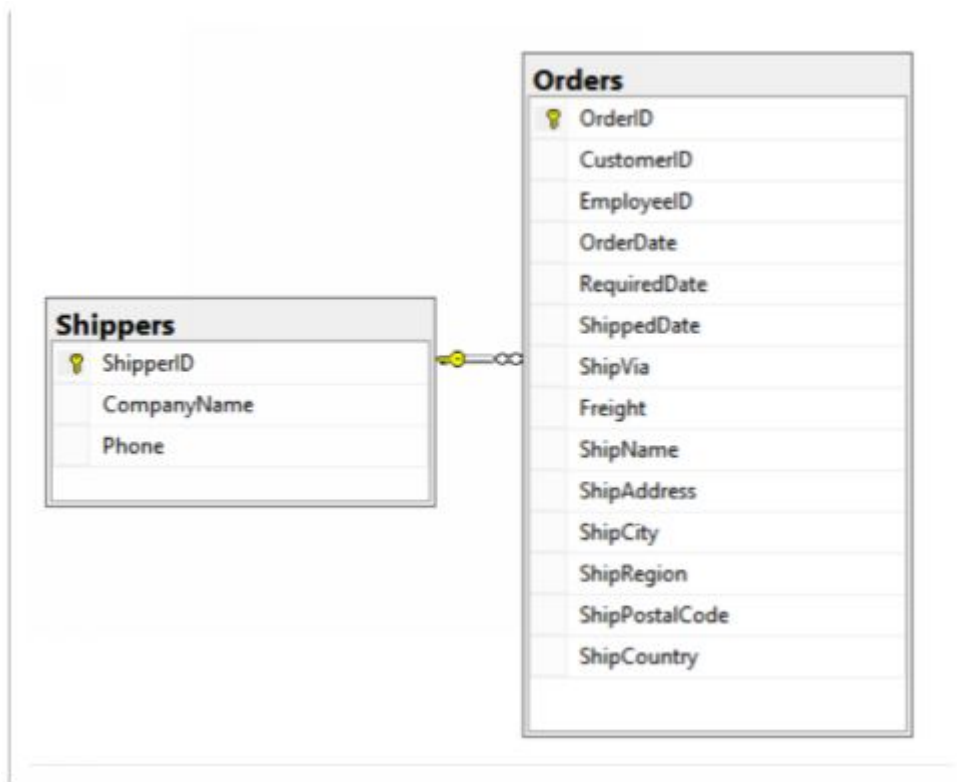 Shippers
ShipperID
CompanyName
Phone
Orders
OrderID
CustomerID
EmployeeID
OrderDate
RequiredDate
ShippedDate
ShipVia
Freight
ShipName
ShipAddress
ShipCity
ShipRegion
ShipPostalCode
ShipCountry